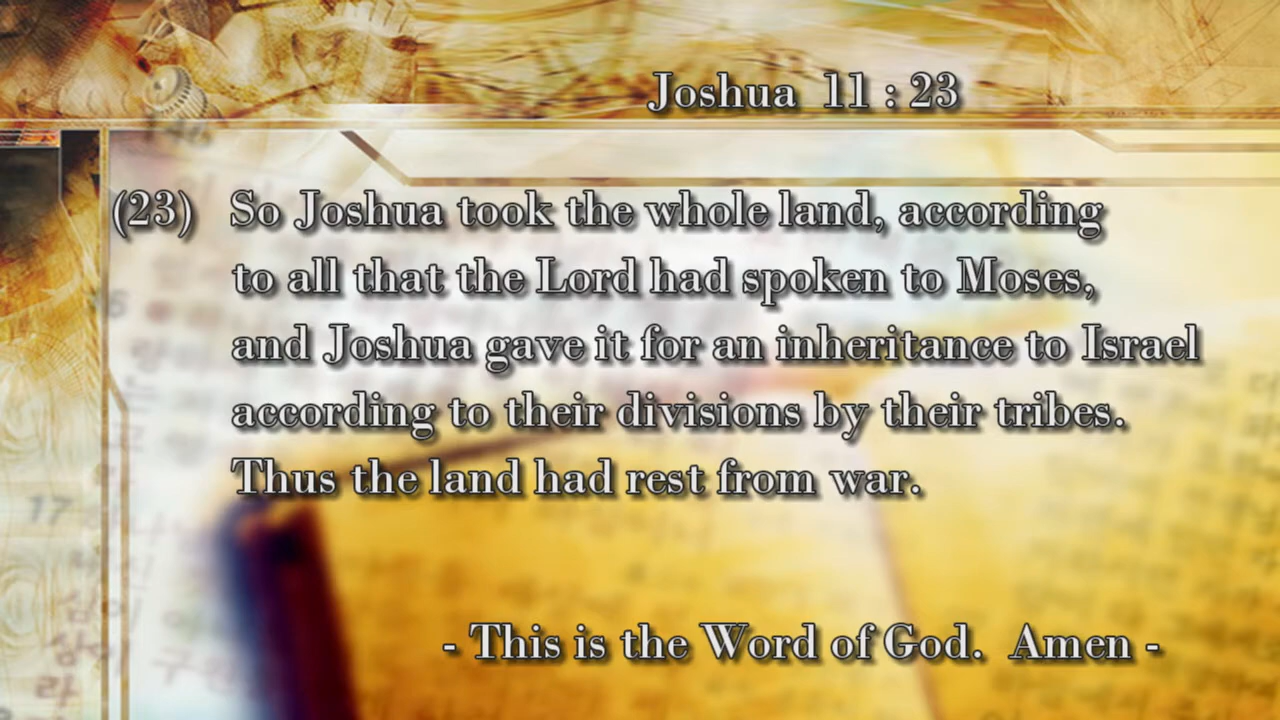 Joshua 11 : 23
(23) So Joshua took the whole land, according
to all that the Lord had spoken to Moses,
and Joshua gave it for an inheritance to Israel
according to their divisions by their tribes.
Thus the land had rest from war.
17
- This is the Word of God. Amen -